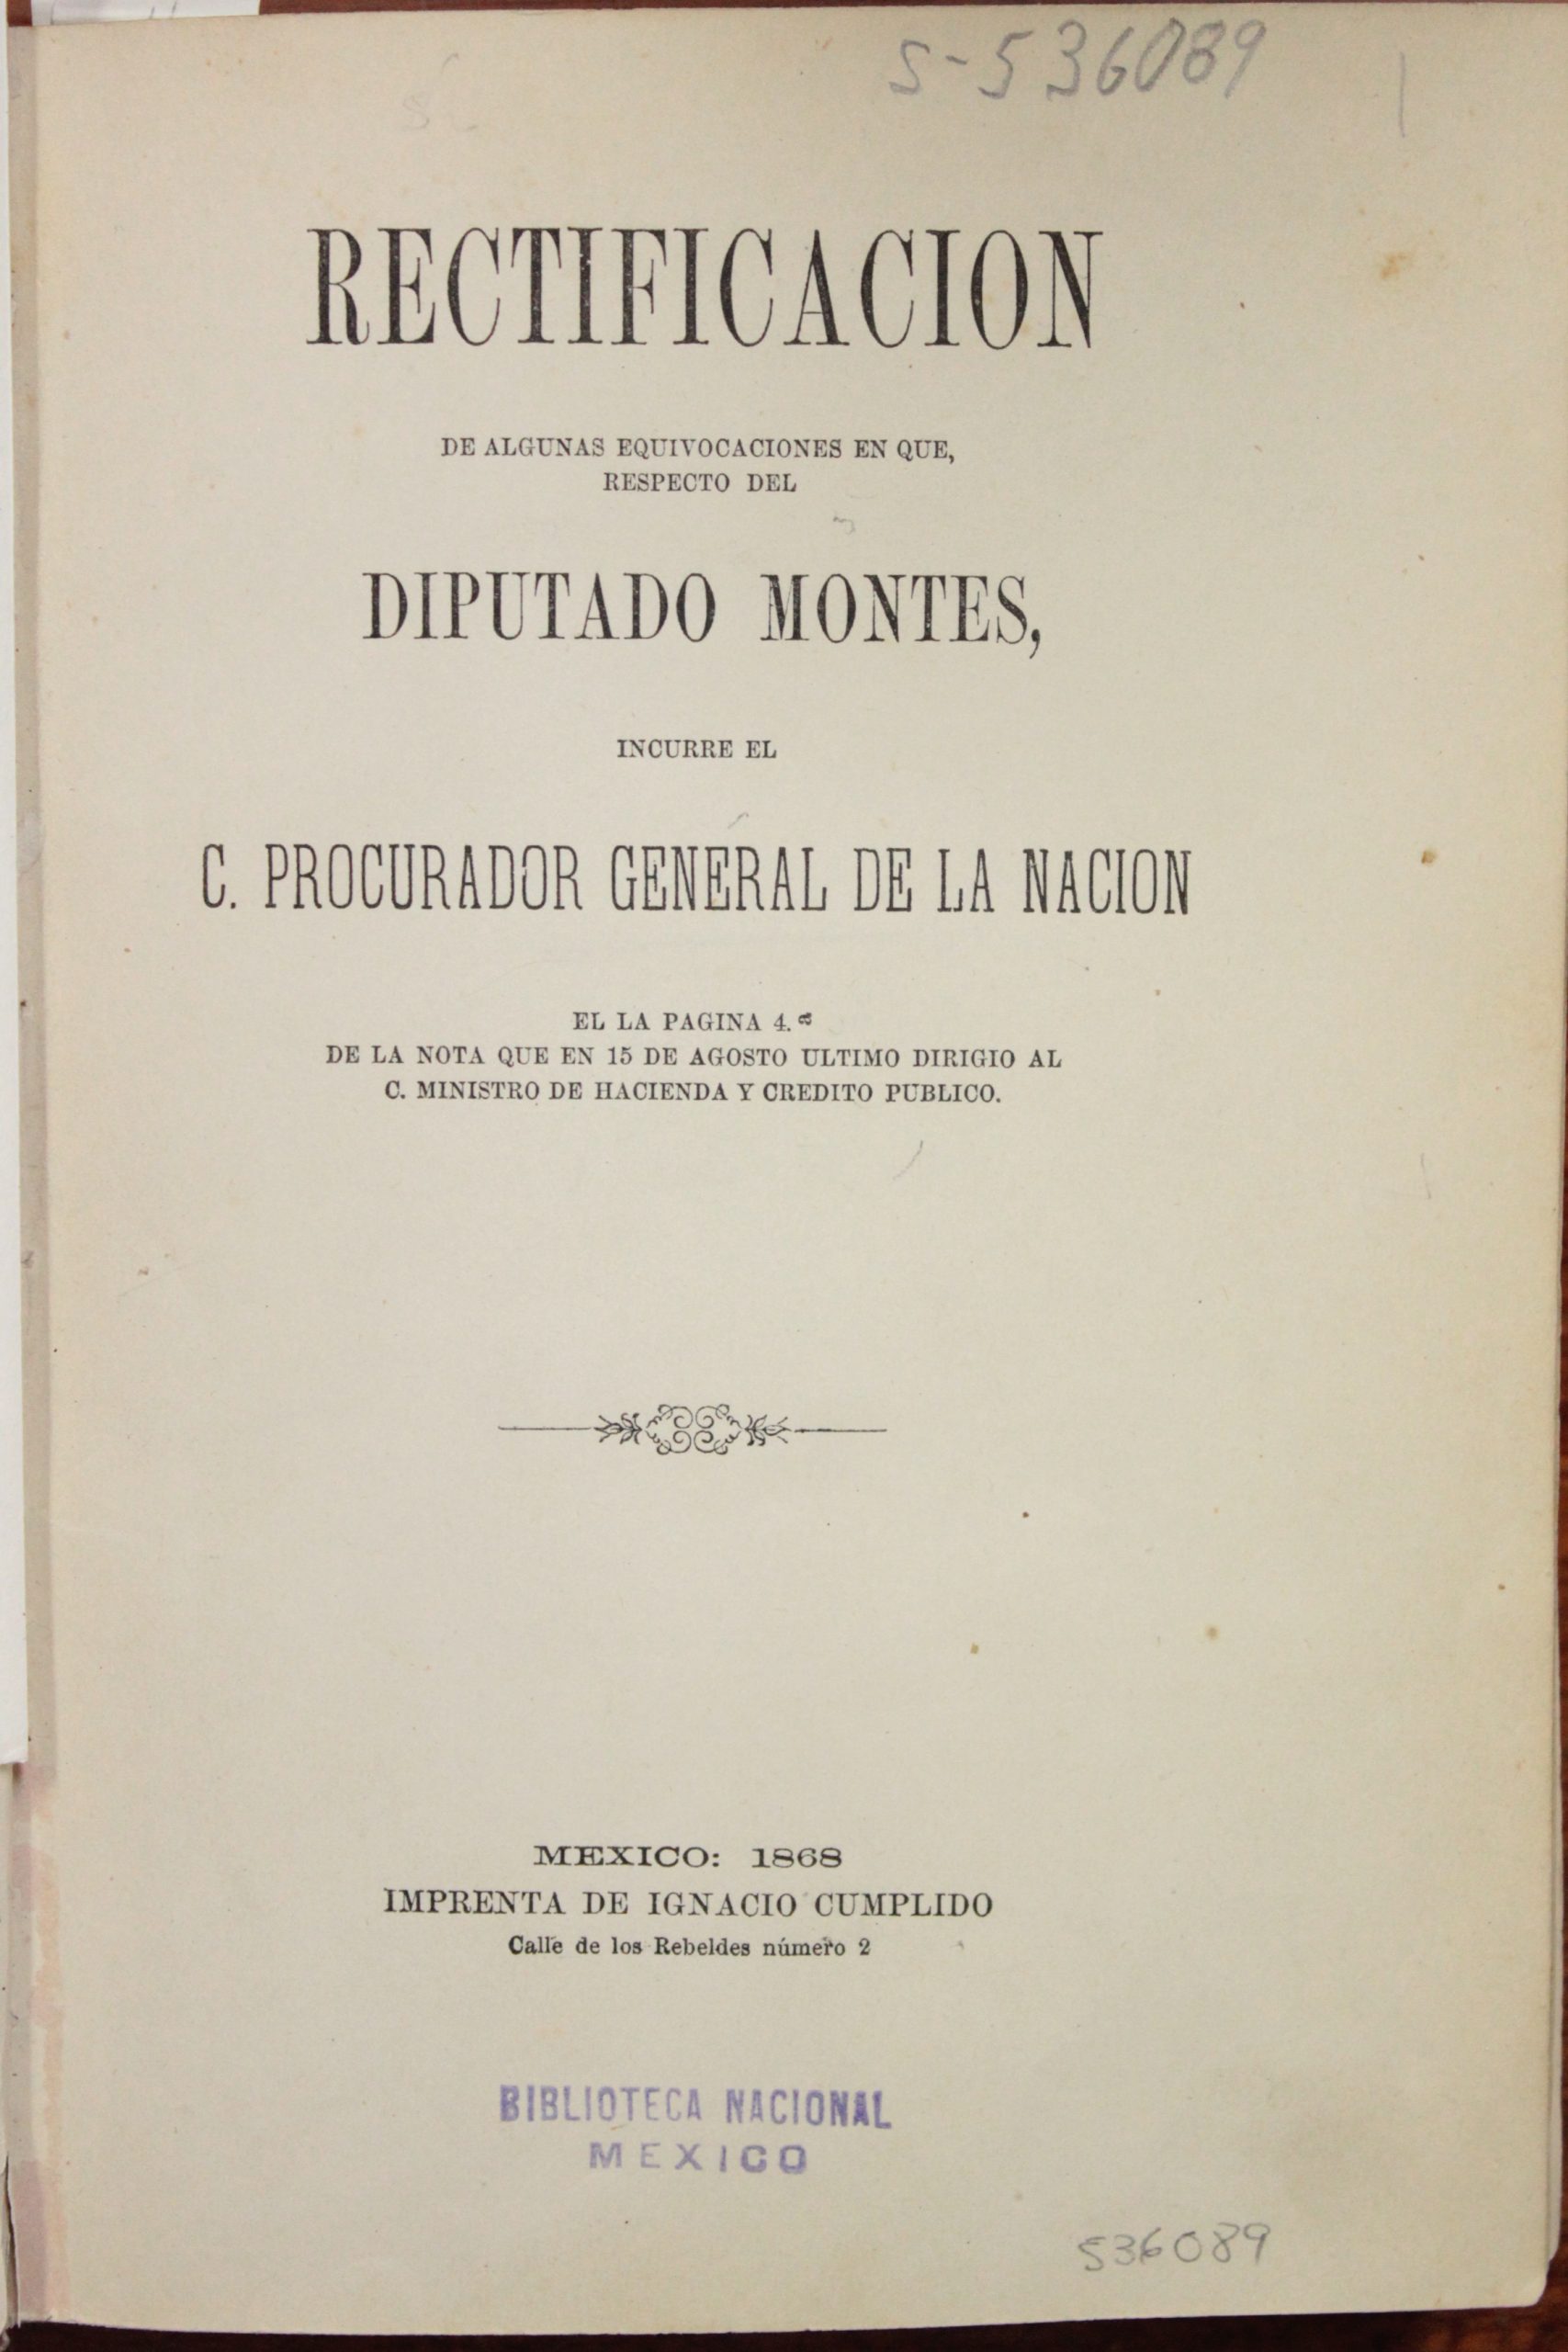 S-536089
RECTIFICACION
DE ALGUNAS EQUIVOCACIONES EN QUE,
RESPECTO DEL
DIPUTADO MONTES,
INCURRE EL
C. PROCURADOR GENERAL DE LA NACION
EL LA PAGINA 4.ª
DE LA NOTA QUE EN 15 DE AGOSTO ULTIMO DIRIGIO AL
C. MINISTRO DE HACIENDA Y CREDITO PUBLICO.
MEXICO: 1868
IMPRENTA DE IGNACIO CUMPLIDO
Calle de los Rebeldes número 2
BIBLIOTECA NACIONAL
MEXICO
536089